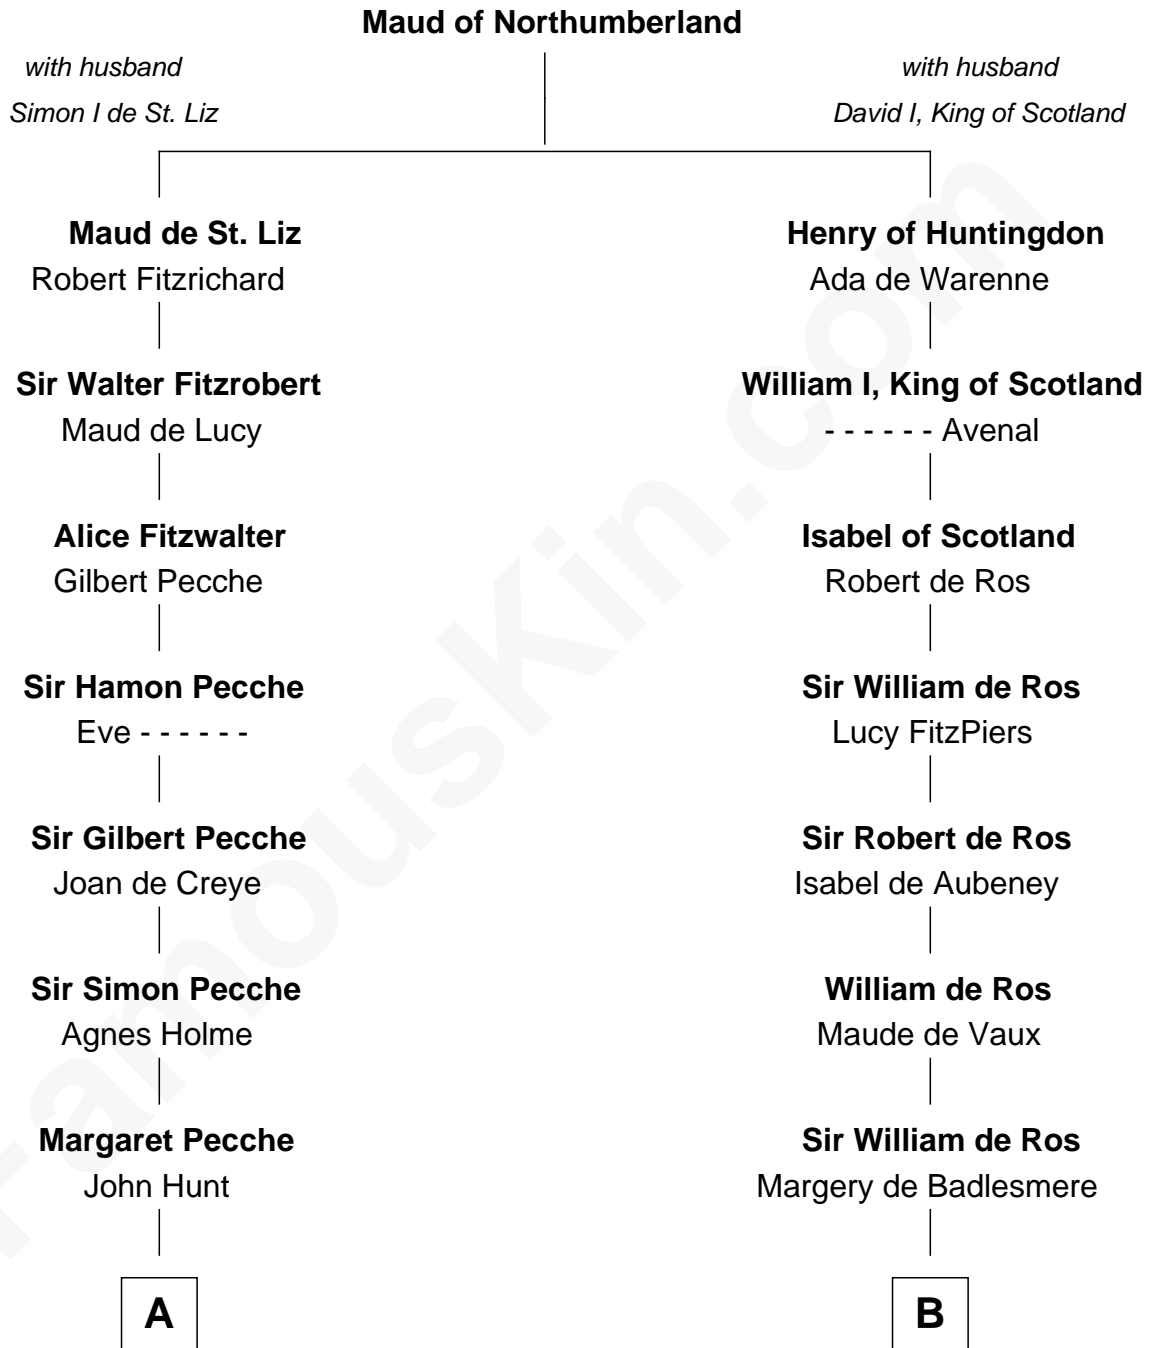 Maud of Northumberland
with husband
Simon I de St. Liz
with husband
David I, King of Scotland
Maud de St. Liz
Robert Fitzrichard
Henry of Huntingdon
Ada de Warenne
Sir Walter Fitzrobert
Maud de Lucy
William I, King of Scotland
- - - - - - Avenal
Alice Fitzwalter
Gilbert Pecche
Isabel of Scotland
Robert de Ros
Sir Hamon Pecche
Eve - - - - - -
Sir William de Ros
Lucy FitzPiers
Sir Gilbert Pecche
Joan de Creye
Sir Robert de Ros
Isabel de Aubeney
Sir Simon Pecche
Agnes Holme
William de Ros
Maude de Vaux
Margaret Pecche
John Hunt
Sir William de Ros
Margery de Badlesmere
A
B
FamousKin.com